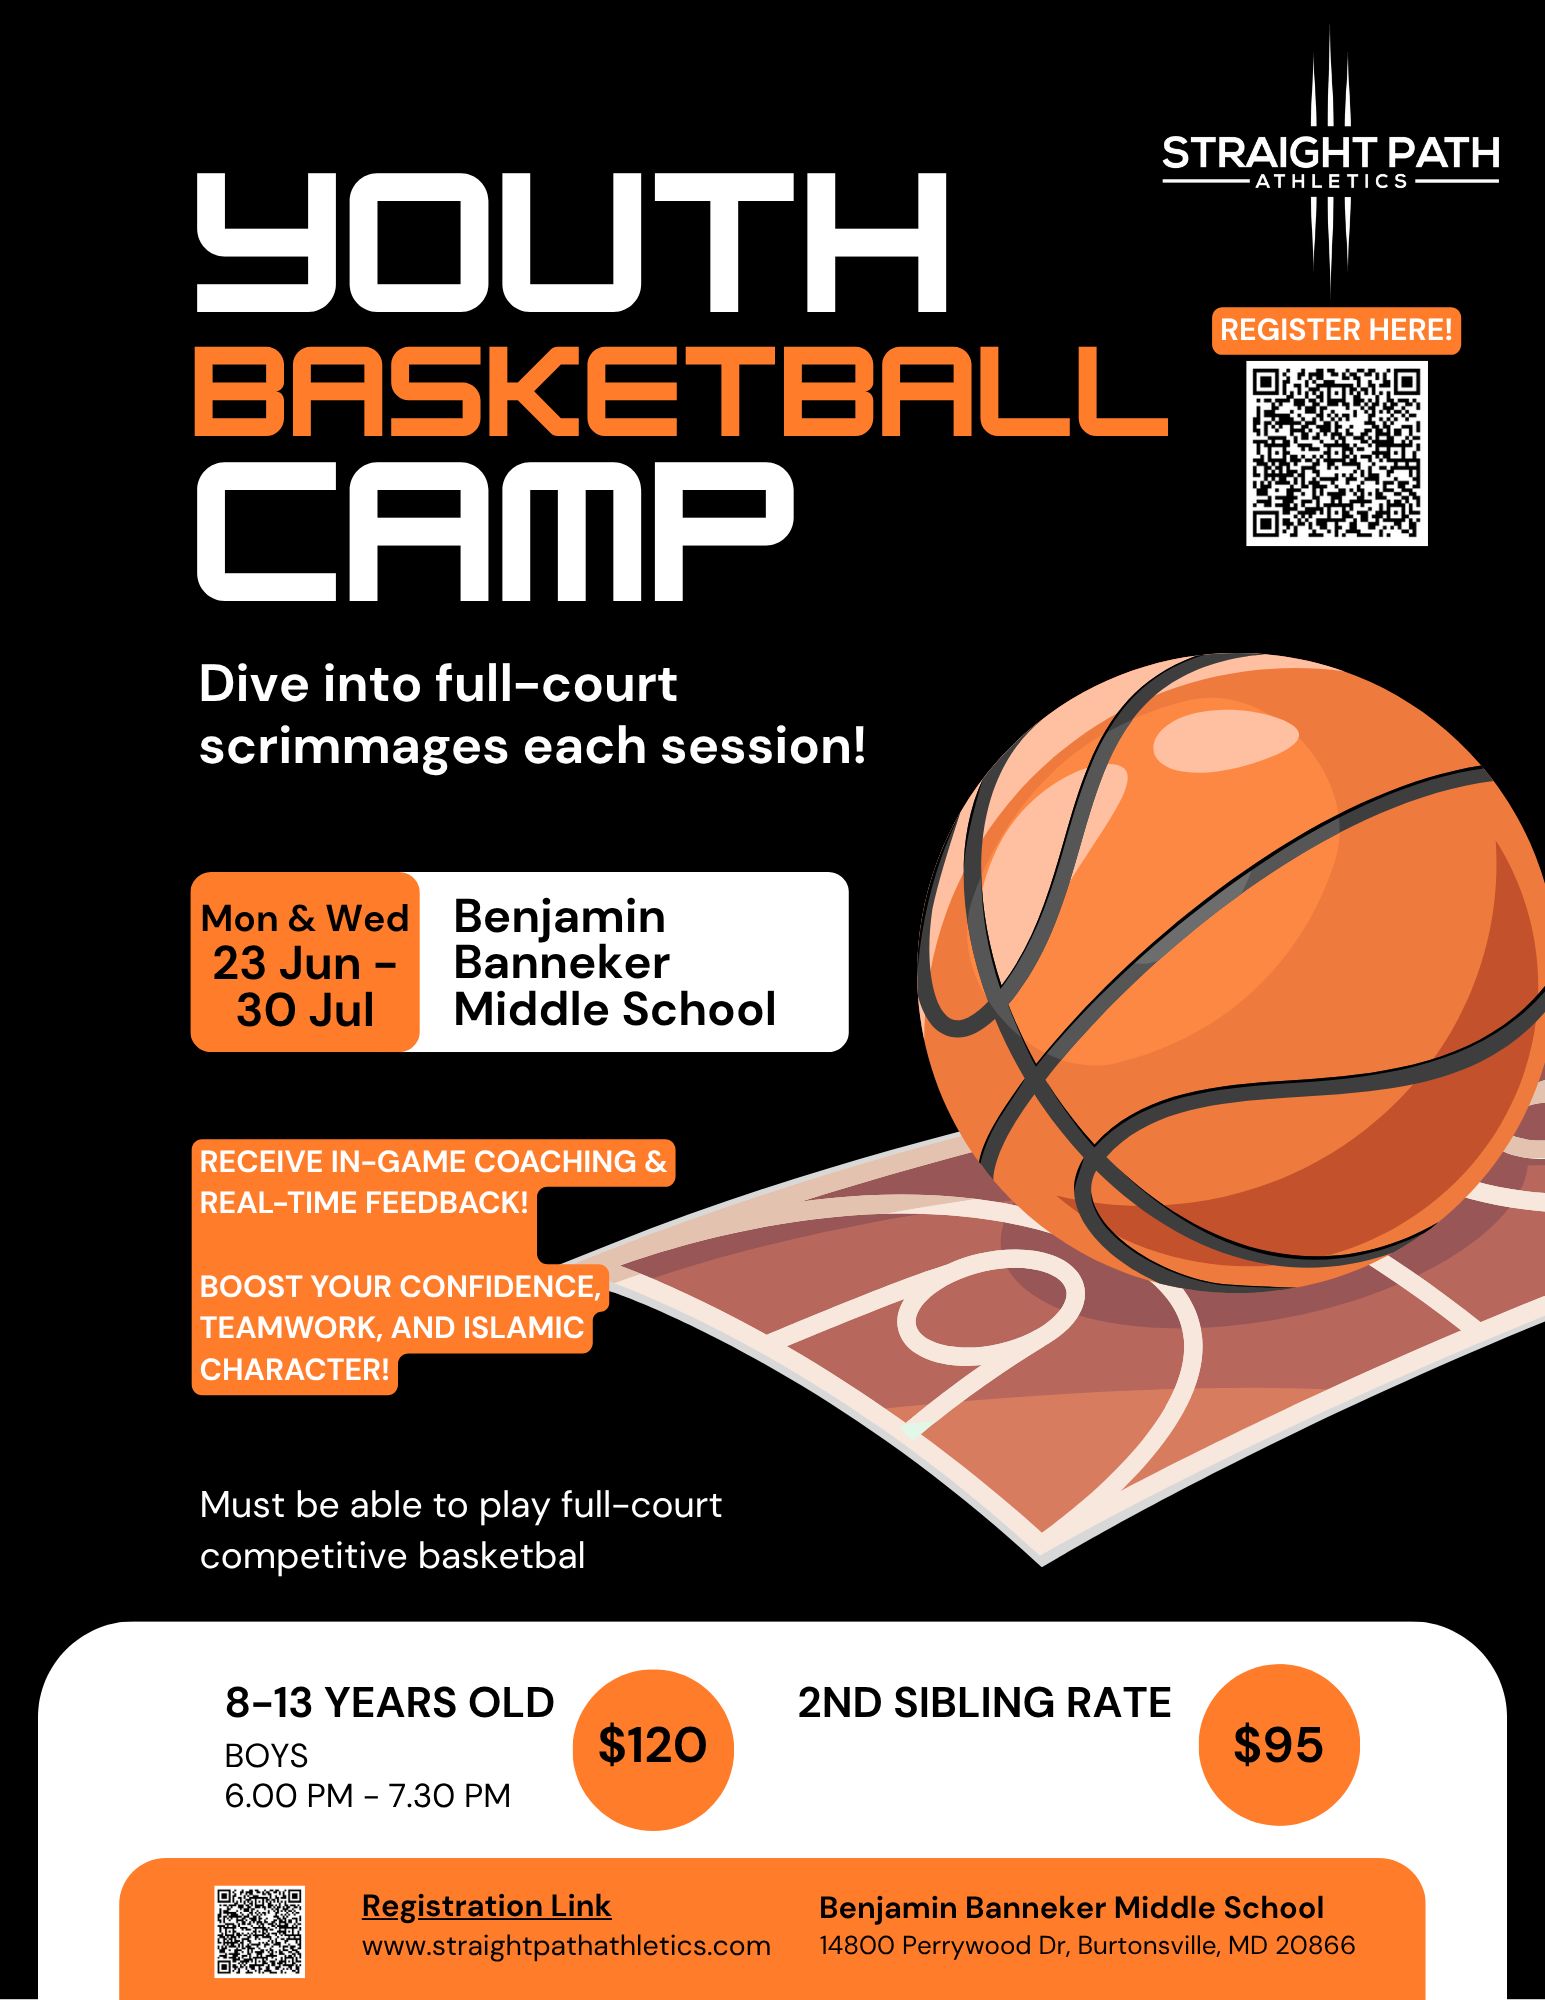 STRAIGHT PATH
ATHLETICS
YOUTH
BASKETBALL
CAMP
REGISTER HERE!
Dive into full-court
scrimmages each session!
Mon & Wed
23 Jun -
30 Jul
Benjamin
Banneker
Middle School
RECEIVE IN-GAME COACHING &
REAL-TIME FEEDBACK!
BOOST YOUR CONFIDENCE,
TEAMWORK, AND ISLAMIC
CHARACTER!
Must be able to play full-court
competitive basketbal
8-13 YEARS OLD
BOYS
6.00 PM - 7.30 PM
$120
2ND SIBLING RATE
$95
Registration Link
www.straightpathathletics.com
Benjamin Banneker Middle School
14800 Perrywood Dr, Burtonsville, MD 20866